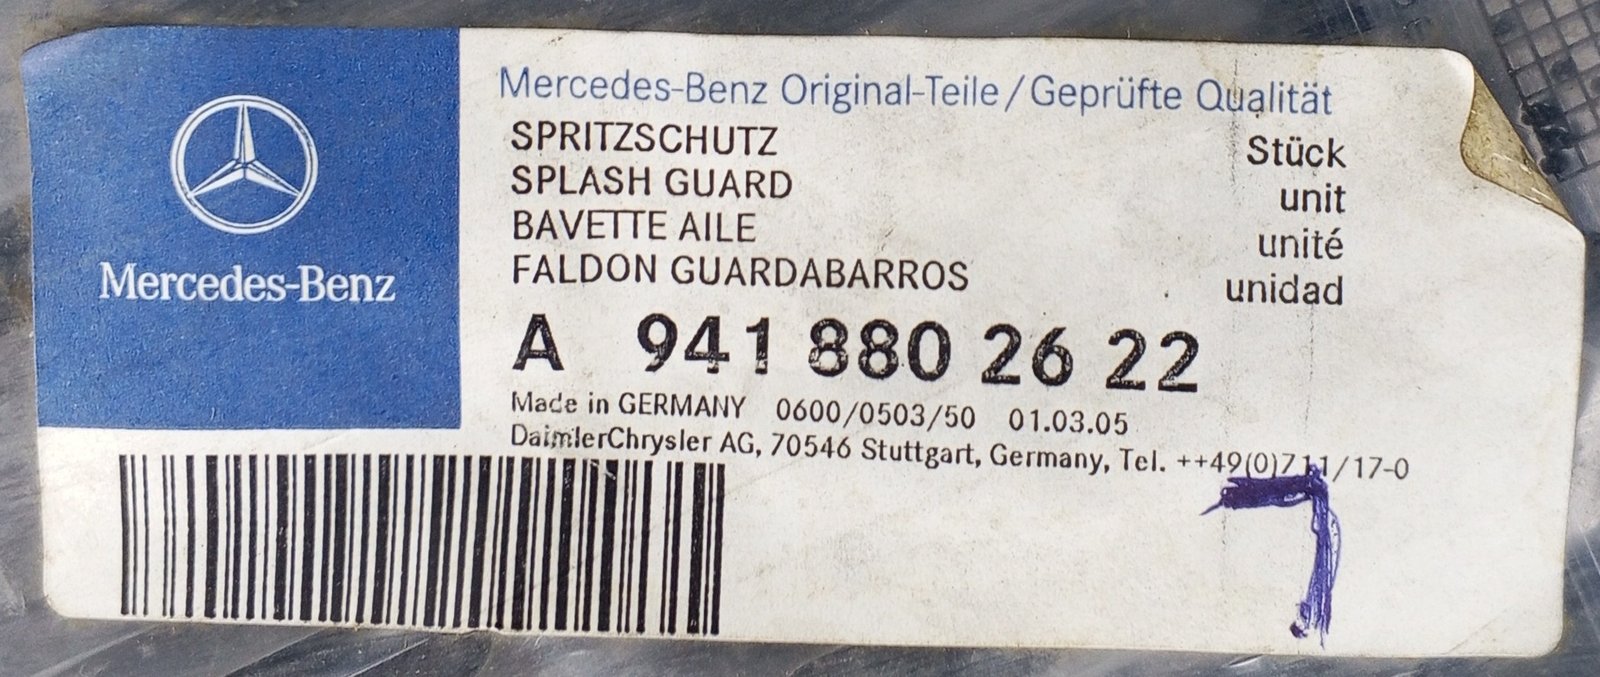 Mercedes-Benz
Mercedes-Benz Original-Teile/Geprüfte Qualität
SPRITZSCHUTZ Stück
SPLASH GUARD unit
BAVETTE AILE unité
FALDON GUARDABARROS unidad
A 941 880 26 22
Made in GERMANY 0600/0503/50 01.03.05
DaimlerChrysler AG, 70546 Stuttgart, Germany, Tel. ++49(0)711/17-0